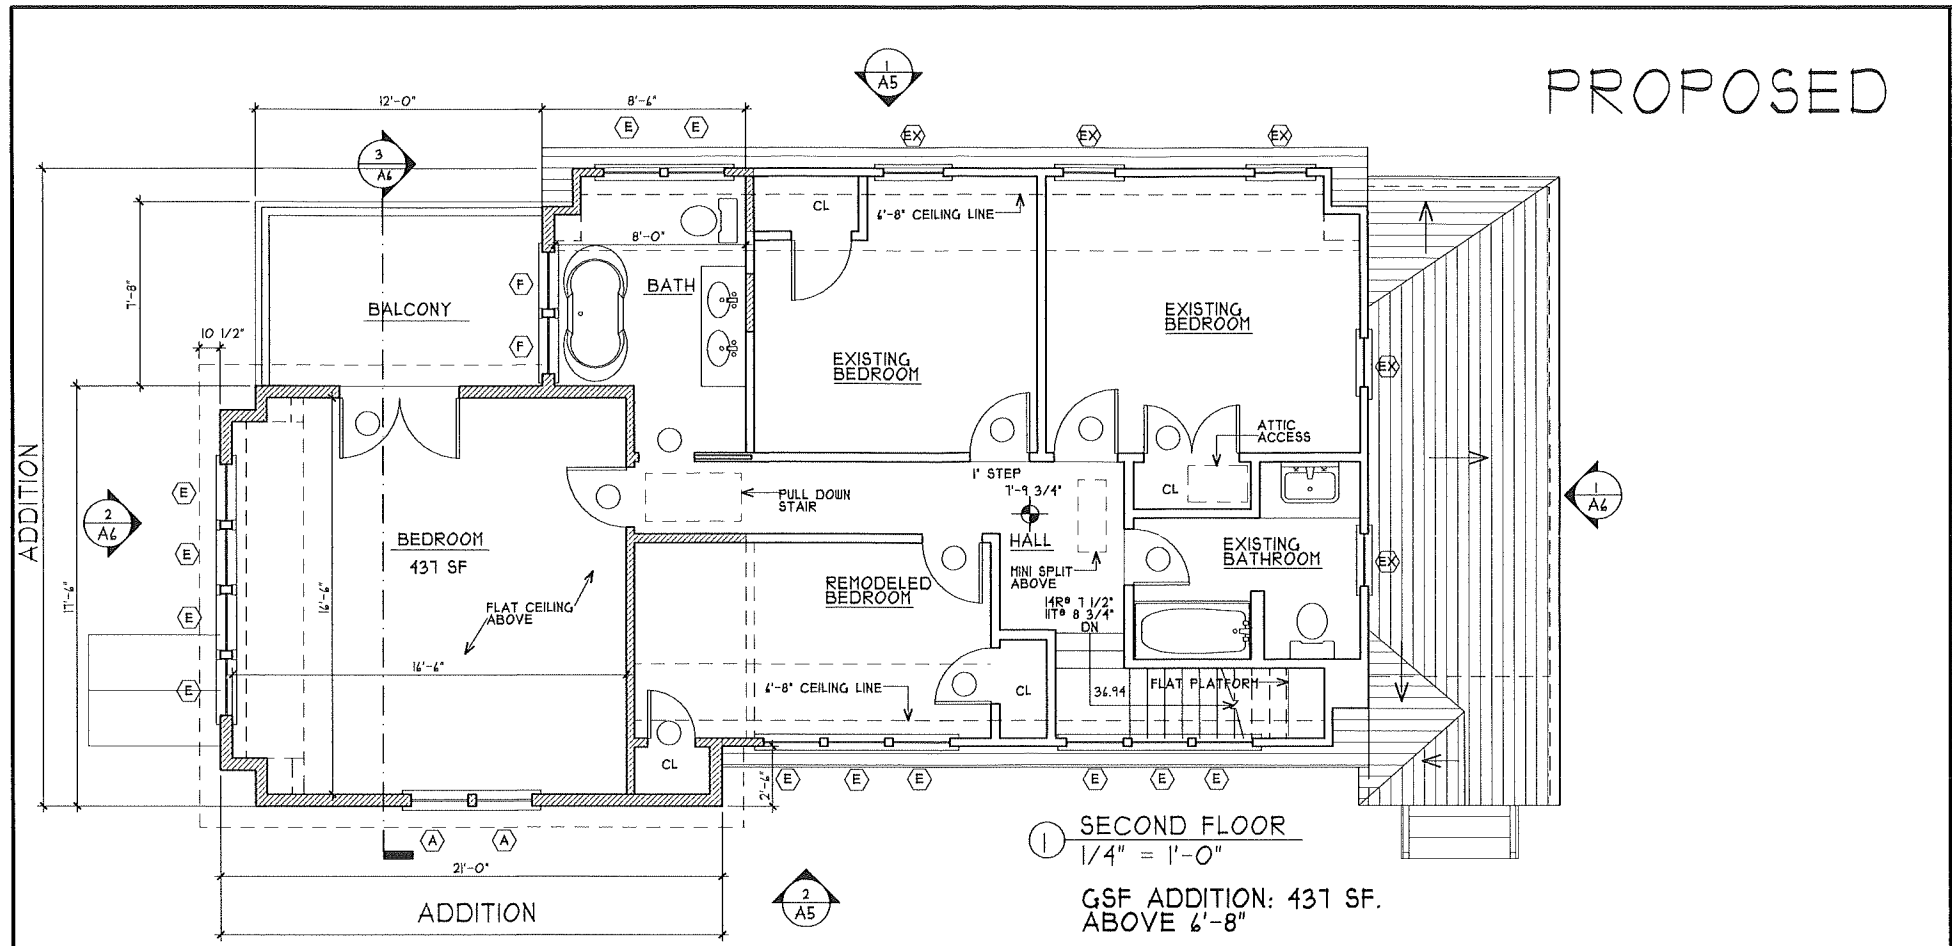 PROPOSED
1
A5
12'-0"
8'-6"
E
E
EX
EX
EX
3
A6
CL
6'-8" CEILING LINE
8'-0"
7'-8"
BALCONY
F
F
BATH
EXISTING
BEDROOM
EXISTING
BEDROOM
10 1/2"
EX
ATTIC
ACCESS
ADDITION
E
2
A6
1" STEP
7'-9 3/4"
PULL DOWN
STAIR
CL
1
A6
BEDROOM
437 SF
HALL
EXISTING
BATHROOM
E
EX
MINI SPLIT
ABOVE
REMODELED
BEDROOM
17'-6"
16'-6"
FLAT CEILING
ABOVE
14R@ 7 1/2"
11T@ 8 3/4"
DN
E
16'-6"
E
6'-8" CEILING LINE
CL
36.94
FLAT PLATFORM
CL
2'-6"
E
E
E
E
E
E
A
A
1
SECOND FLOOR
1/4" = 1'-0"
21'-0"
ADDITION
2
A5
GSF ADDITION: 437 SF.
ABOVE 6'-8"